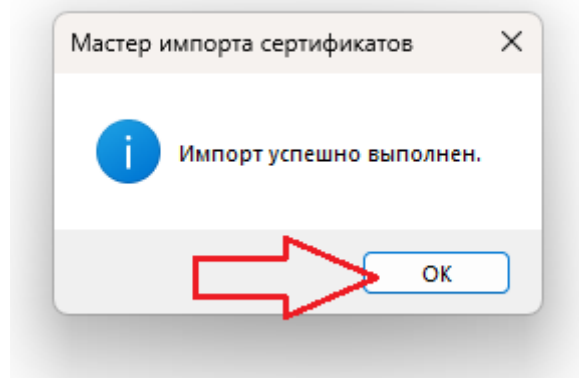 Мастер импорта сертификатов
Импорт успешно выполнен.
ОК